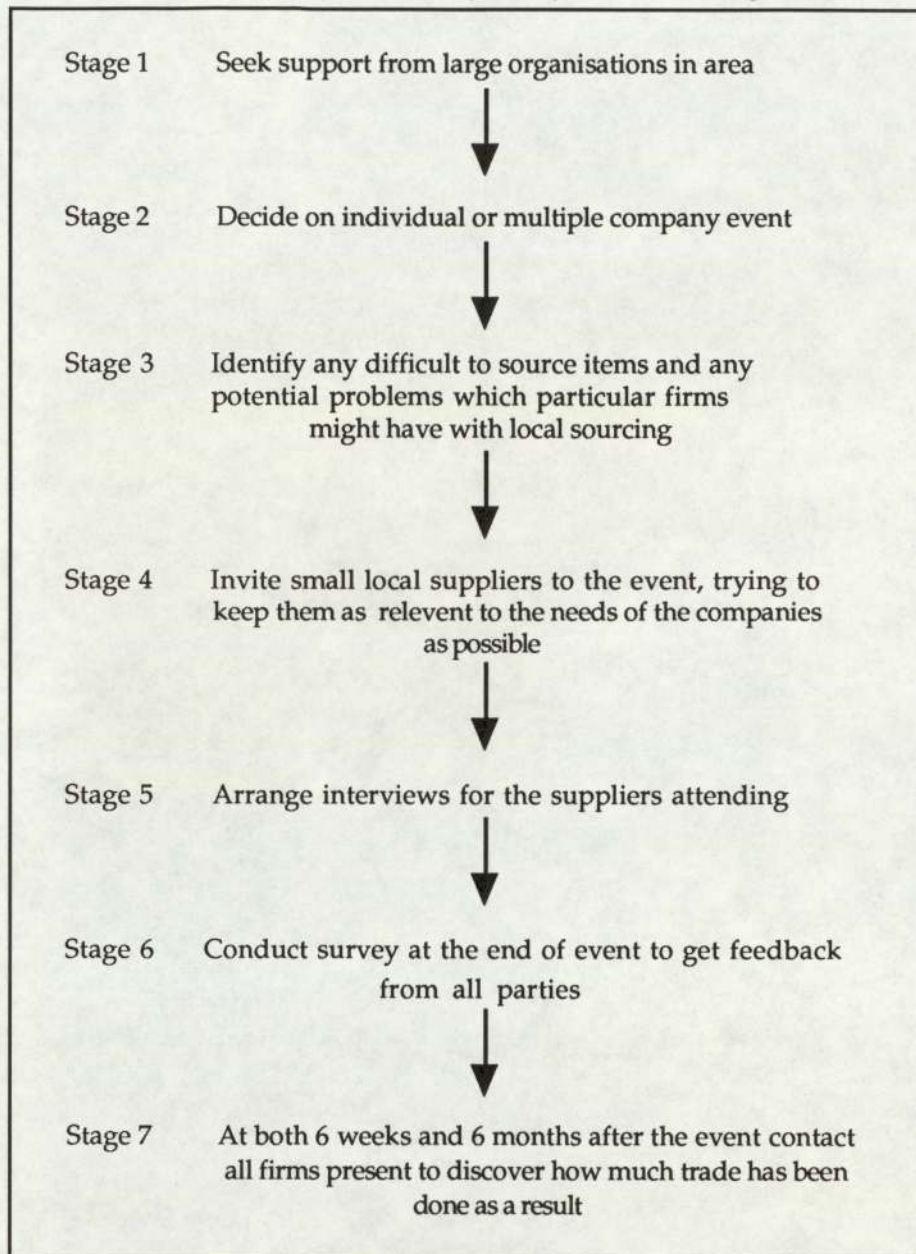 Stage 1 Seek support from large organisations in area
Stage 2 Decide on individual or multiple company event
Stage 3 Identify any difficult to source items and any
potential problems which particular firms
might have with local sourcing
Stage 4 Invite small local suppliers to the event, trying to
keep them as relevent to the needs of the companies
as possible
Stage 5 Arrange interviews for the suppliers attending
Stage 6 Conduct survey at the end of event to get feedback
from all parties
Stage 7 At both 6 weeks and 6 months after the event contact
all firms present to discover how much trade has been
done as a result